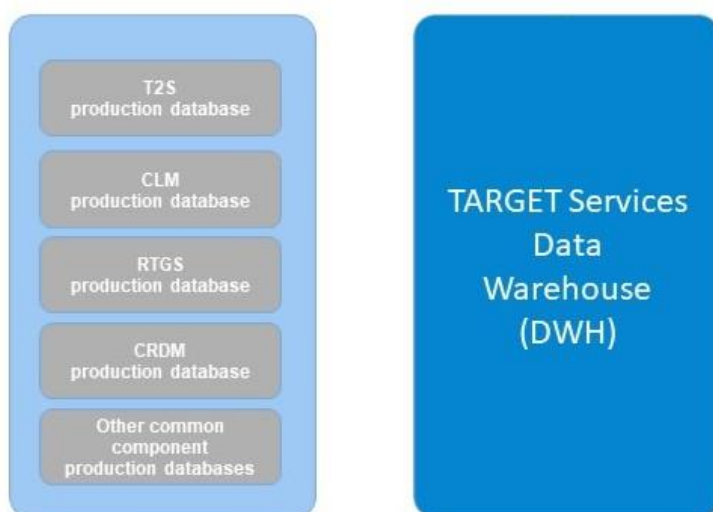 T2S
production database
CLM
production database
RTGS
production database
CRDM
production database
Other common
component
production databases
TARGET Services
Data
Warehouse
(DWH)